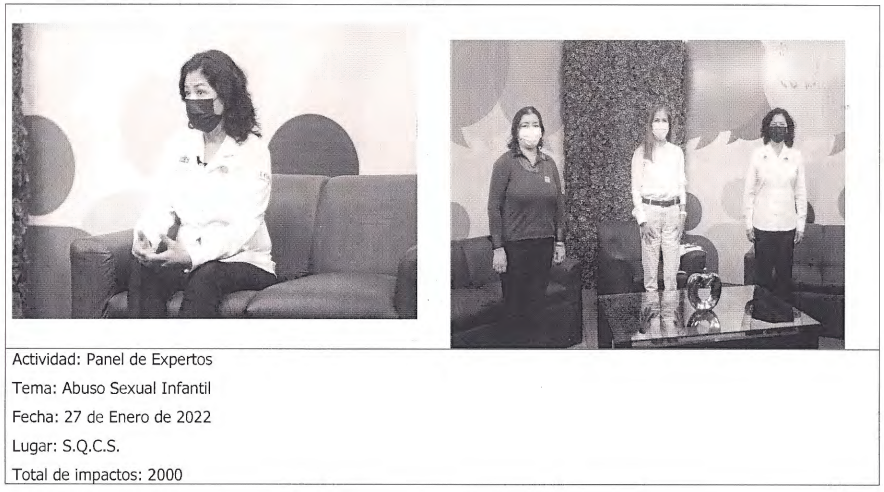 Actividad: Panel de Expertos
Tema: Abuso Sexual Infantil
Fecha: 27 de Enero de 2022
Lugar: S.Q.C.S.
Total de impactos: 2000